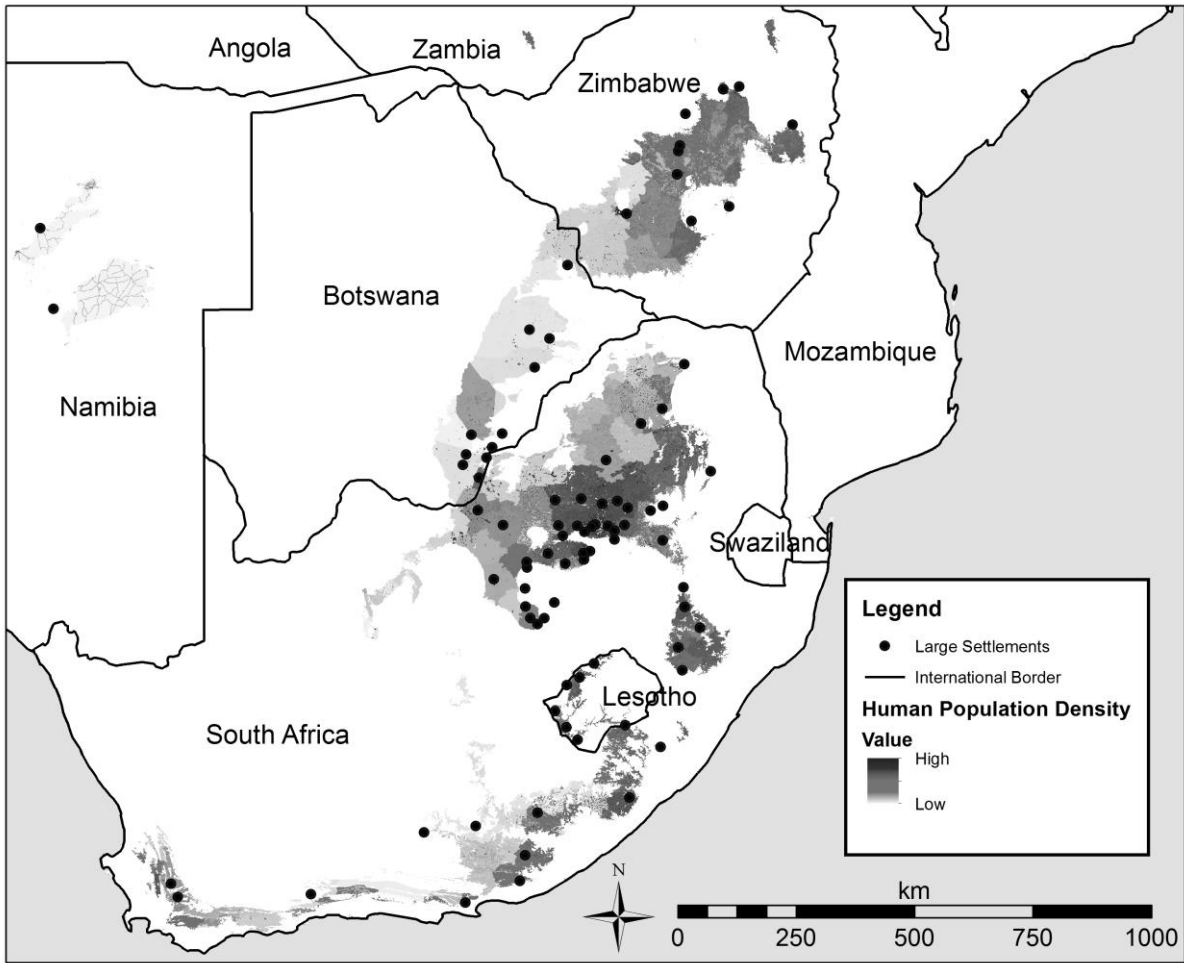 Angola
Zambia
Zimbabwe
Botswana
Mozambique
Namibia
Swaziland
Lesotho
South Africa
Legend
Large Settlements
International Border
Human Population Density
Value
High
Low
N
km
0 250 500 750 1000